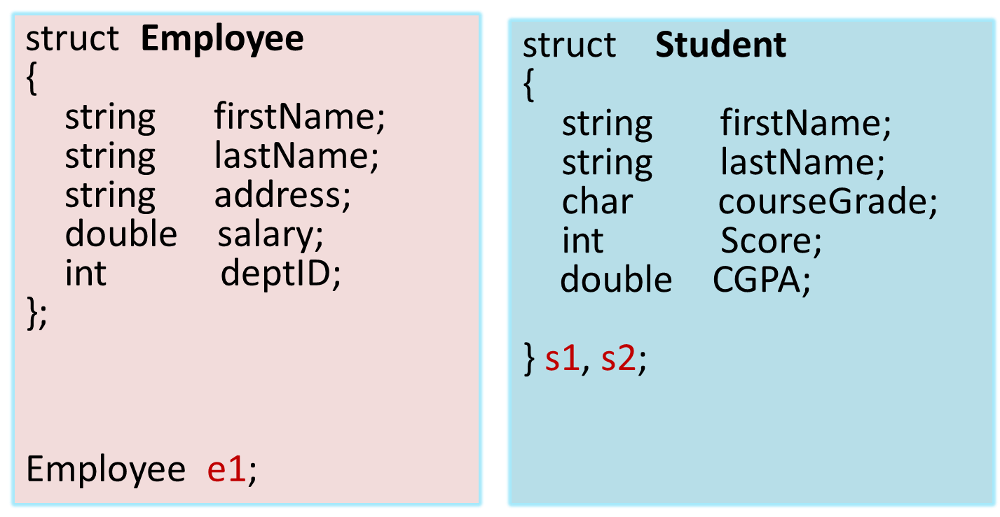 struct Employee
{
string firstName;
string lastName;
string address;
double salary;
int deptID;
};
Employee e1;
struct Student
{
string firstName;
string lastName;
char courseGrade;
int Score;
double CGPA;
} s1, s2;